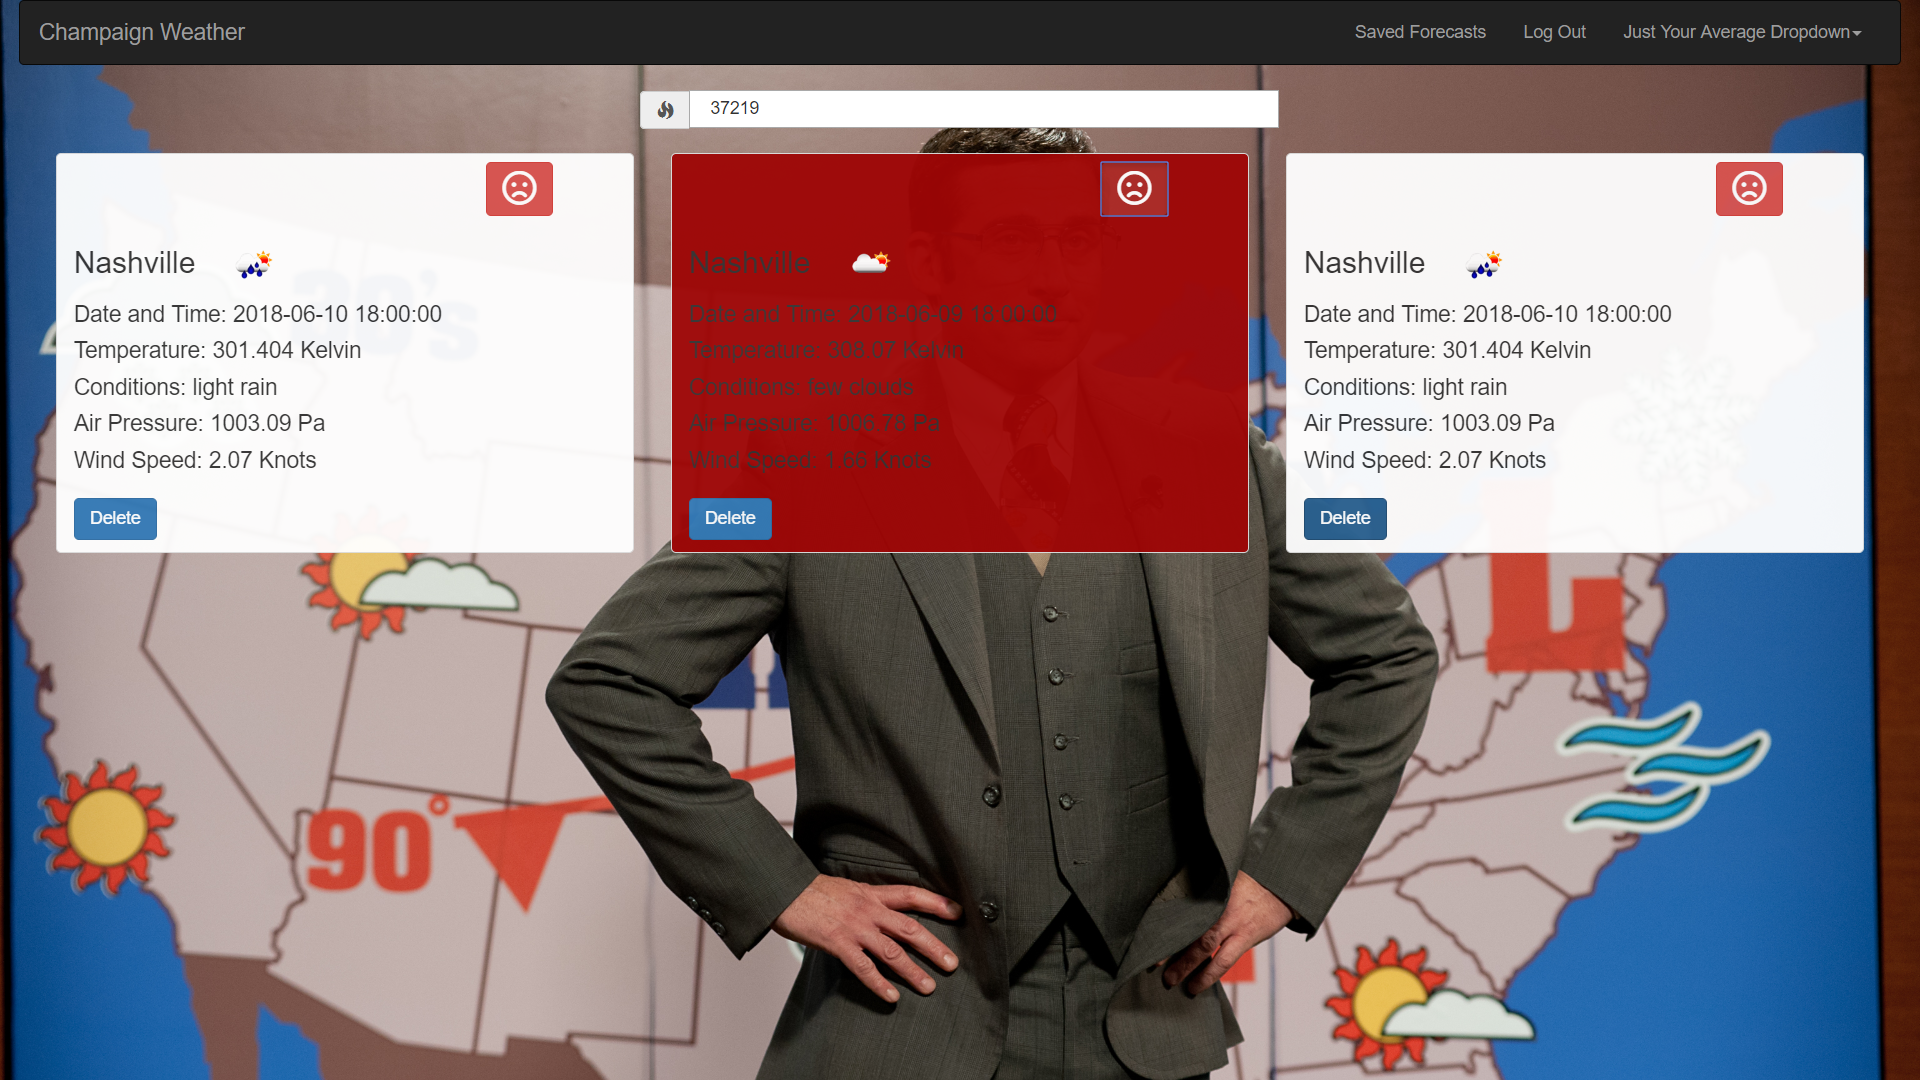 Champaign Weather
Saved Forecasts
Log Out
Just Your Average Dropdown
37219
Nashville
Date and Time: 2018-06-10 18:00:00
Temperature: 301.404 Kelvin
Conditions: light rain
Air Pressure: 1003.09 Pa
Wind Speed: 2.07 Knots
Delete
Nashville
Date and Time: 2018-06-09 18:00:00
Temperature: 308.07 Kelvin
Conditions: few clouds
Air Pressure: 1006.78 Pa
Wind Speed: 1.66 Knots
Delete
Nashville
Date and Time: 2018-06-10 18:00:00
Temperature: 301.404 Kelvin
Conditions: light rain
Air Pressure: 1003.09 Pa
Wind Speed: 2.07 Knots
Delete
30's
L
90°